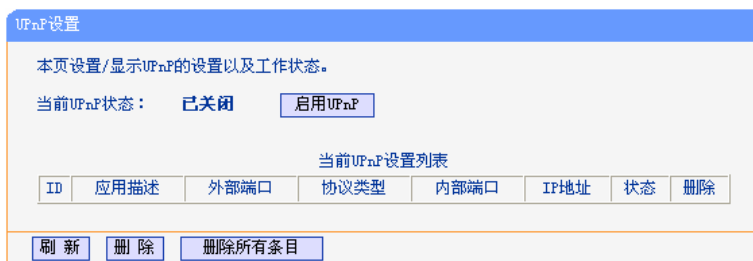 UPnP设置
本页设置/显示UPnP的设置以及工作状态。
当前UPnP状态： 已关闭 启用UPnP
当前UPnP设置列表
ID 应用描述 外部端口 协议类型 内部端口 IP地址 状态 删除
刷 新 删 除 删除所有条目